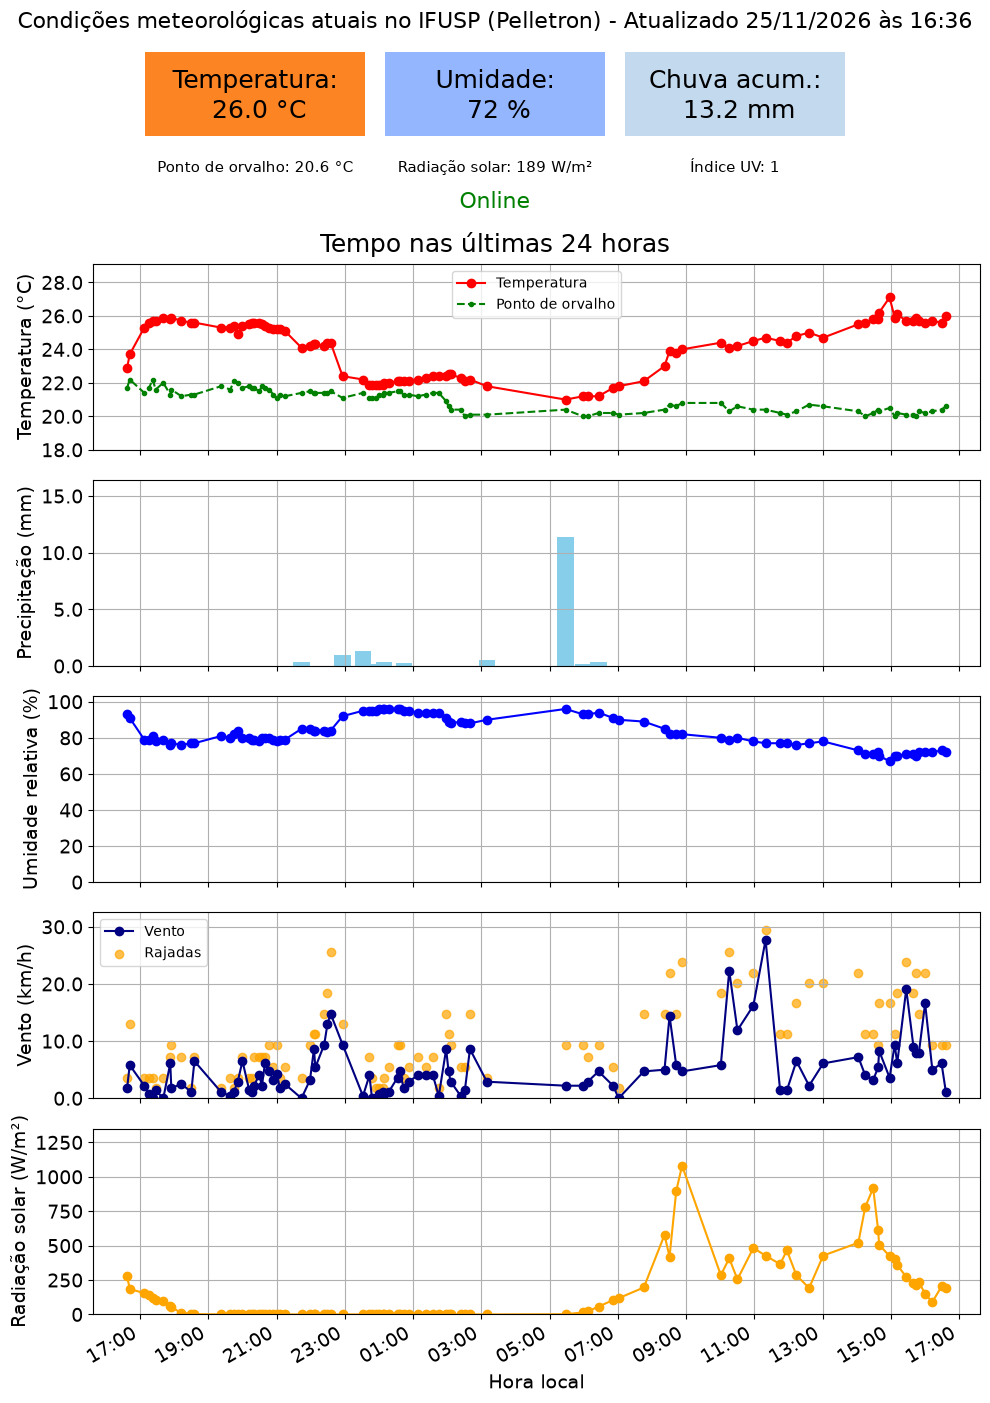 Condições meteorológicas atuais no IFUSP (Pelletron) - Atualizado 25/11/2026 às 16:36
Temperatura:
26.0 °C
Umidade:
72 %
Chuva acum.:
13.2 mm
Ponto de orvalho: 20.6 °C
Radiação solar: 189 W/m²
Índice UV: 1
Online
Tempo nas últimas 24 horas
Temperatura (°C)
28.0
26.0
24.0
22.0
20.0
18.0
Temperatura
Ponto de orvalho
Precipitação (mm)
15.0
10.0
5.0
0.0
Umidade relativa (%)
100
80
60
40
20
0
Vento (km/h)
30.0
20.0
10.0
0.0
Vento
Rajadas
Radiação solar (W/m²)
1250
1000
750
500
250
0
17:00
19:00
21:00
23:00
01:00
03:00
05:00
07:00
09:00
11:00
13:00
15:00
17:00
Hora local